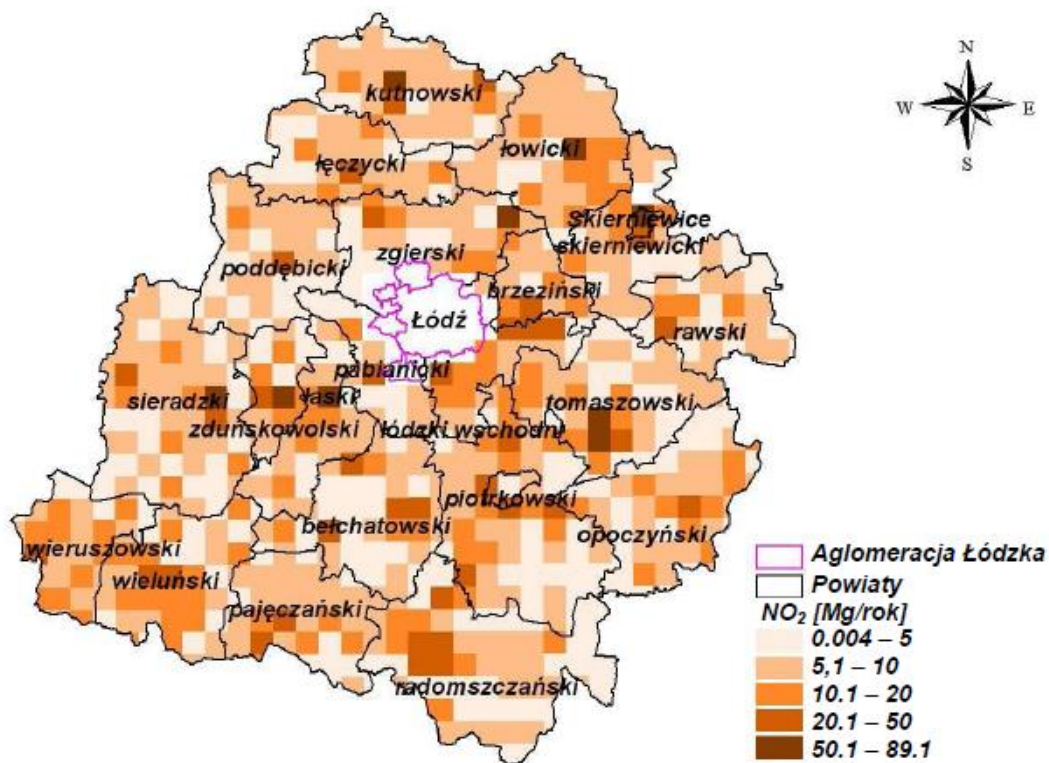 N
W E
S
kutnowski
łęczycki
łowicki
Skierniewice
skierniewicki
zgierski
poddębicki
brzeziński
Łódź
rawski
pabianicki
sieradzki
łaski
tomaszowski
zduńskowolski
łódzki wschodni
piotrkowski
bełchatowski
opoczyński
wieruszowski
wieluński
pajęczański
radomszczański
Aglomeracja Łódzka
Powiaty
NO₂ [Mg/rok]
0.004 – 5
5,1 – 10
10.1 – 20
20.1 – 50
50.1 – 89.1